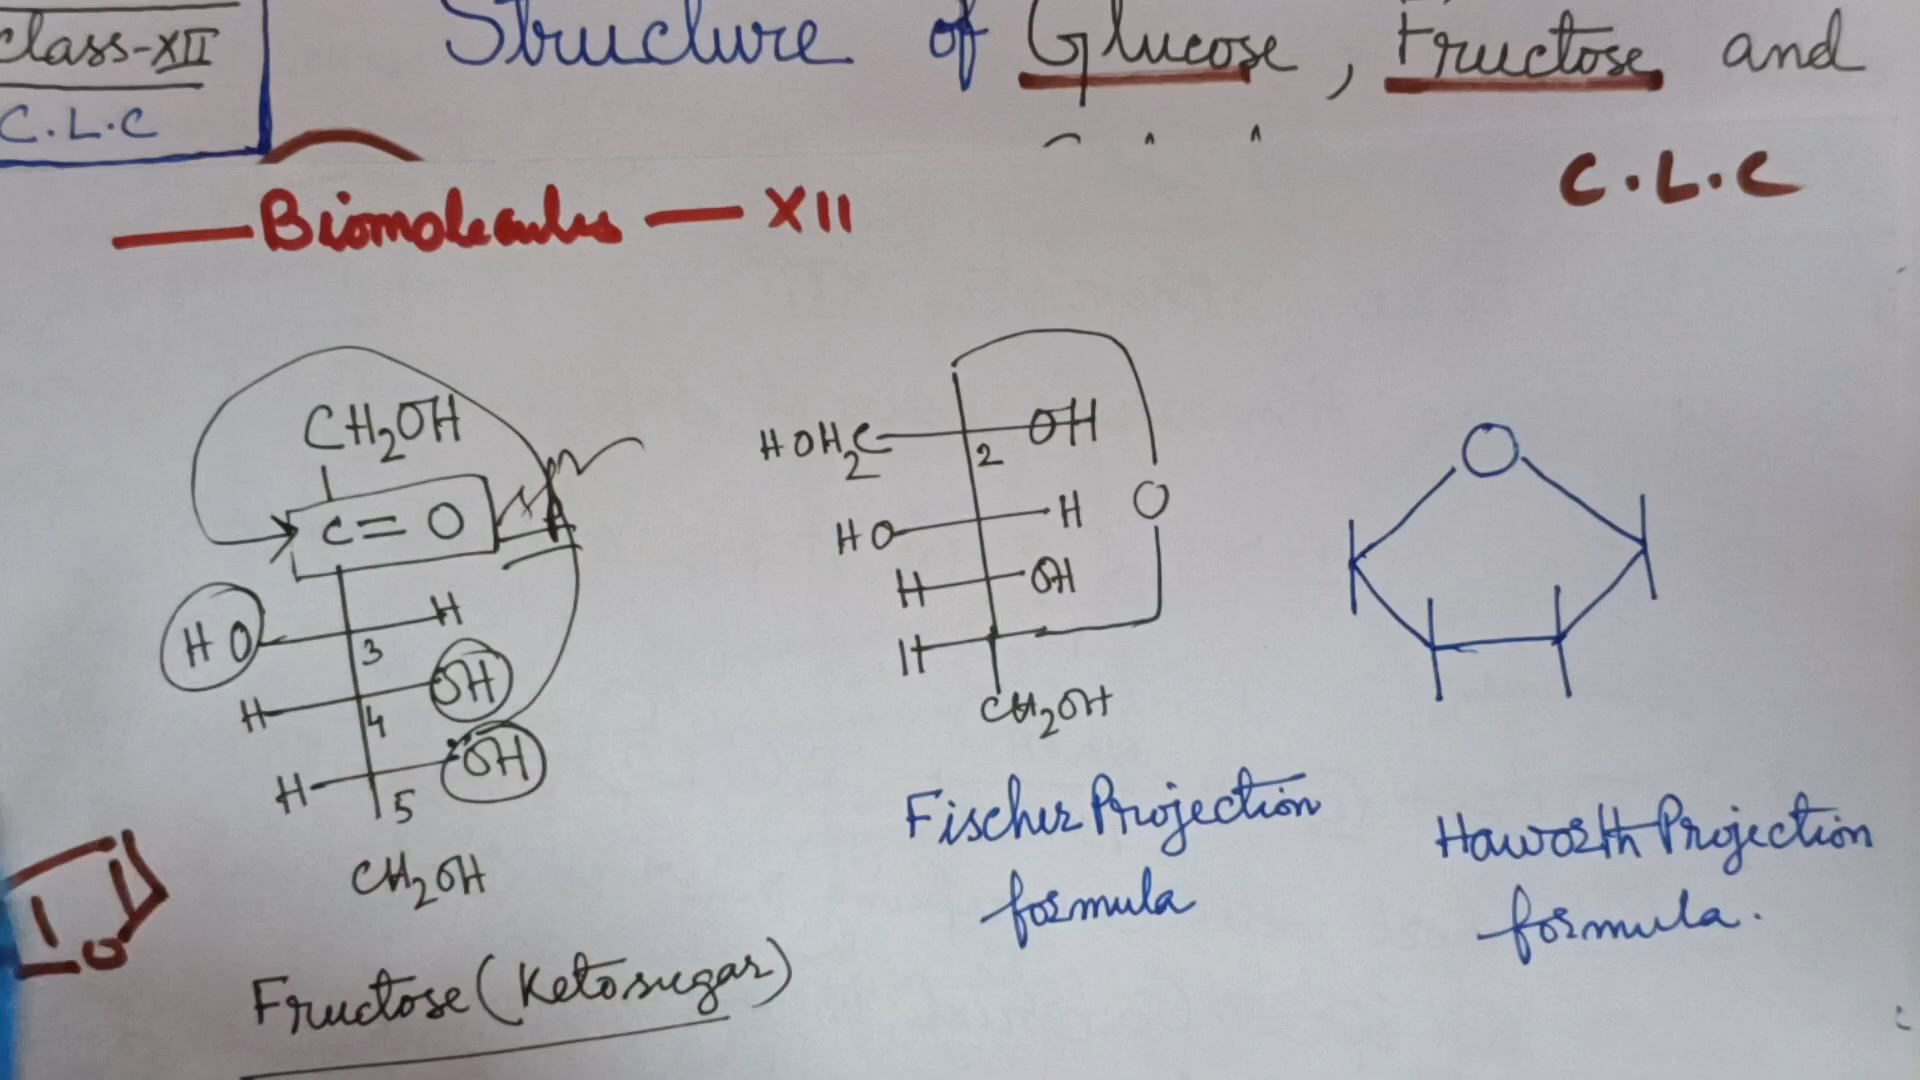 Class-XII
C.L.C
Structure of Glucose, Fructose and
C.L.C
Biomolecules — XII
CH₂OH
C=O
HO H
3
H OH
4
H OH
5
CH₂OH
Fructose (Ketosugar)
HOH₂C OH
2
HO H
O
H OH
H
CH₂OH
Fischer Projection
formula
O
Haworth Projection
formula.
O